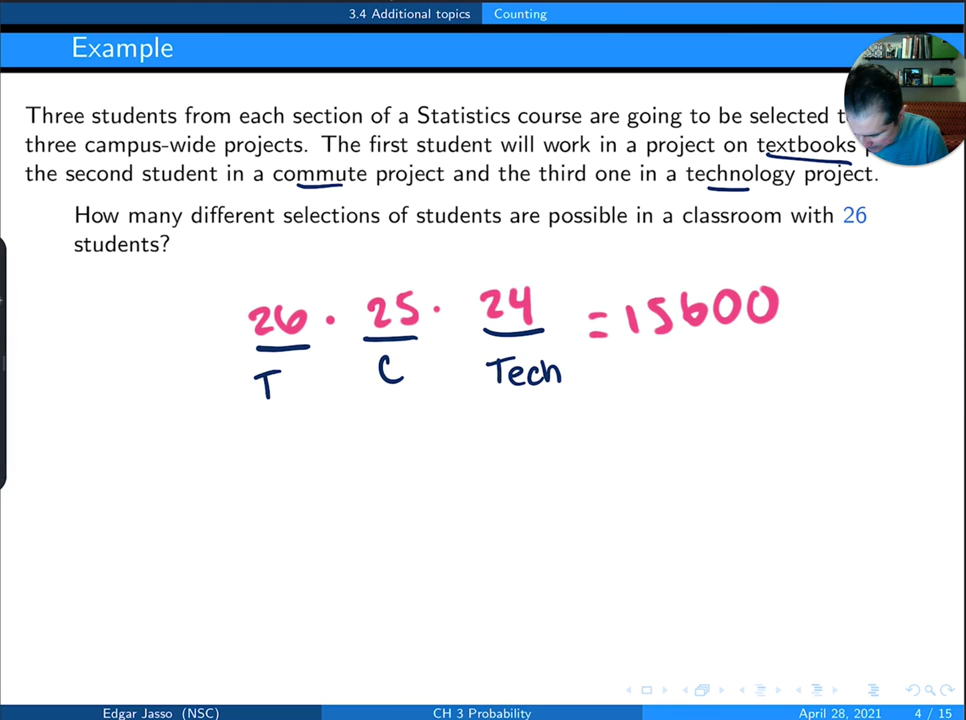 3.4 Additional topics Counting
Example
Three students from each section of a Statistics course are going to be selected
three campus-wide projects. The first student will work in a project on textbooks
the second student in a commute project and the third one in a technology project.
How many different selections of students are possible in a classroom with 26
students?
26 · 25 · 24 = 15600
T C Tech
Edgar Jasso (NSC) CH 3 Probability April 28, 2021 4 / 15